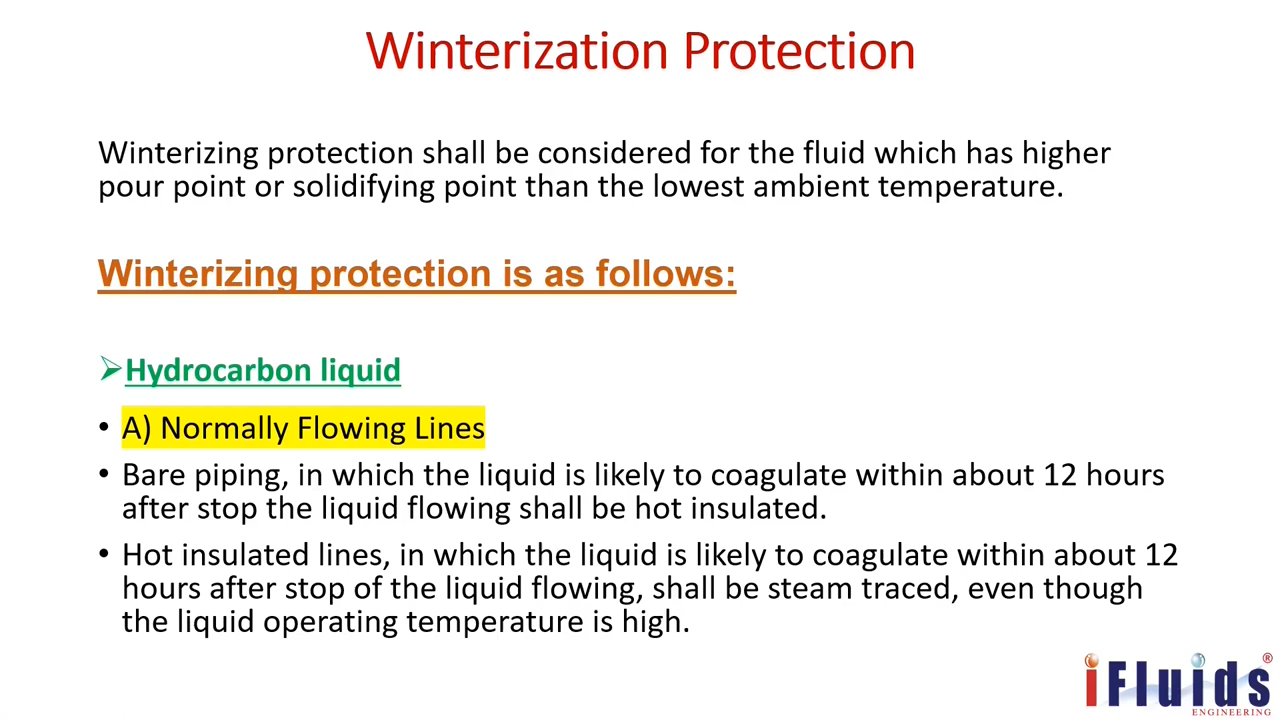 Winterization Protection
Winterizing protection shall be considered for the fluid which has higher
pour point or solidifying point than the lowest ambient temperature.
Winterizing protection is as follows:
➢Hydrocarbon liquid
• A) Normally Flowing Lines
• Bare piping, in which the liquid is likely to coagulate within about 12 hours
after stop the liquid flowing shall be hot insulated.
• Hot insulated lines, in which the liquid is likely to coagulate within about 12
hours after stop of the liquid flowing, shall be steam traced, even though
the liquid operating temperature is high.
iFluids®
ENGINEERING